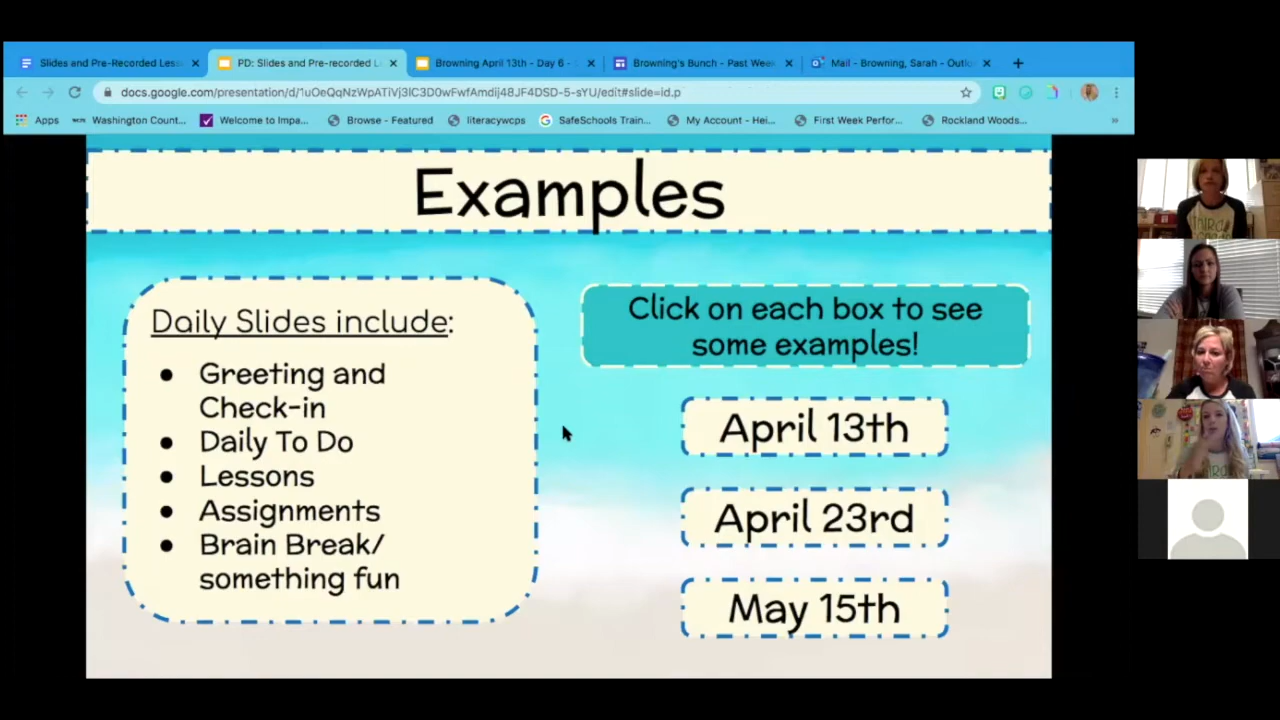 Slides and Pre-Recorded Less
PD: Slides and Pre-recorded L
Browning April 13th - Day 6 -
Browning's Bunch - Past Week
Mail - Browning, Sarah - Outlo
docs.google.com/presentation/d/1uOeQqNzWpATiVj3IC3D0wFwfAmdij48JF4DSD-5-sYU/edit#slide=id.p
Apps
Washington Count...
Welcome to Impa...
Browse - Featured
literacywcps
SafeSchools Train...
My Account - Hei...
First Week Perfor...
Rockland Woods...
»
Examples
Daily Slides include:
• Greeting and
Check-in
• Daily To Do
• Lessons
• Assignments
• Brain Break/
something fun
Click on each box to see
some examples!
April 13th
April 23rd
May 15th
third